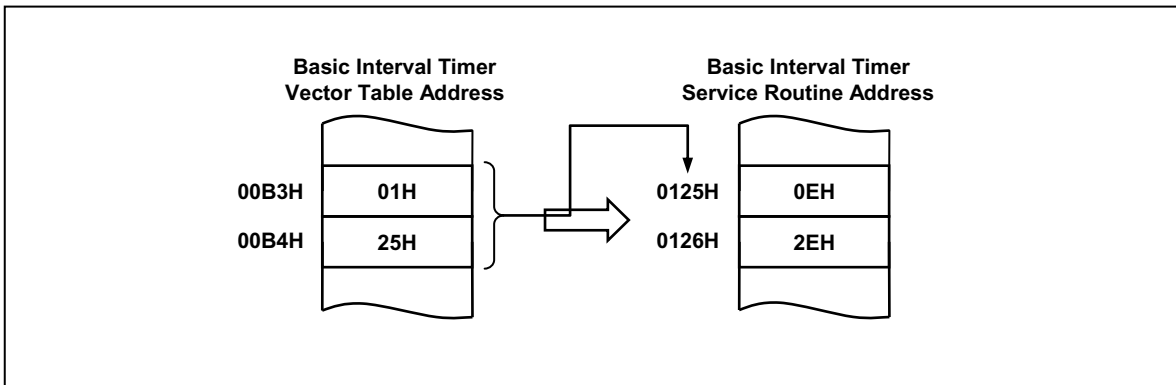 Basic Interval Timer
Vector Table Address
Basic Interval Timer
Service Routine Address
00B3H
01H
0125H
0EH
00B4H
25H
0126H
2EH